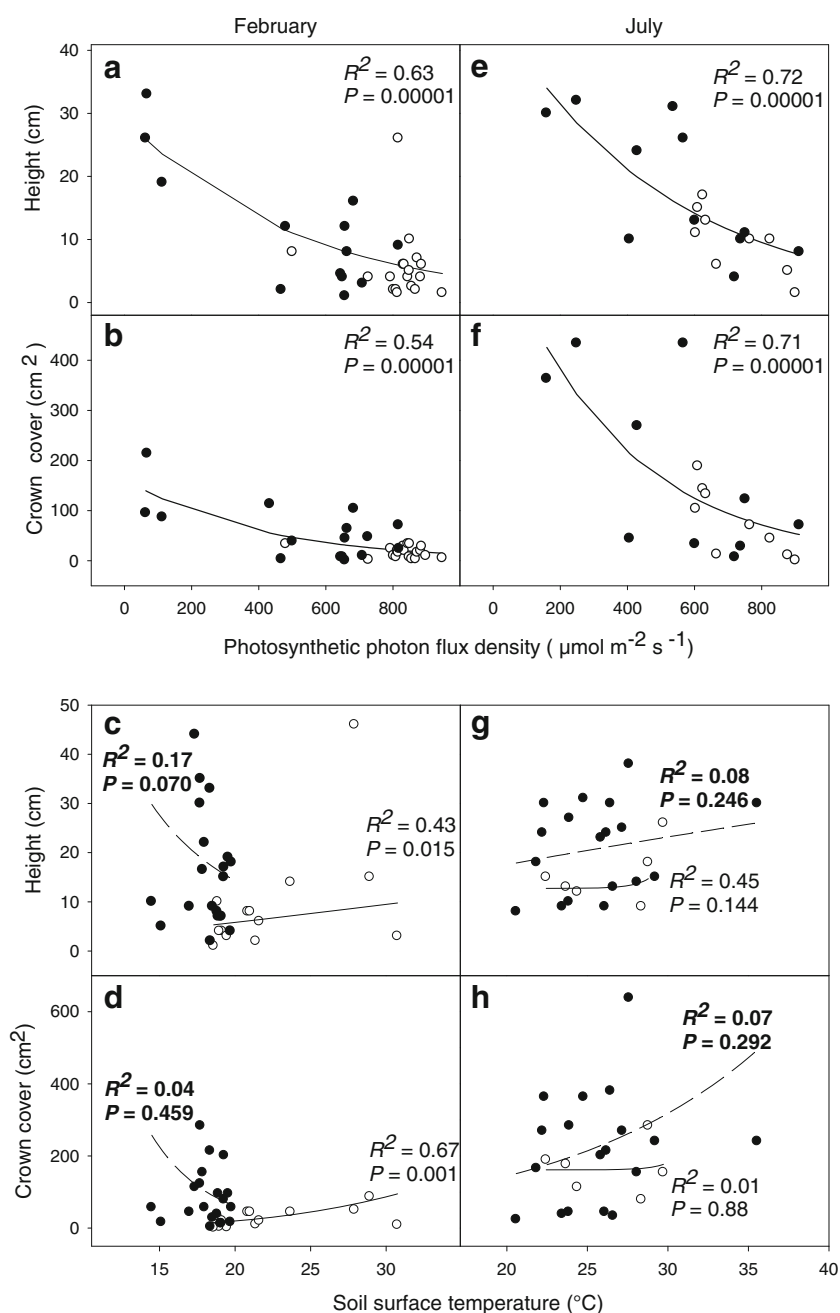 February
July
a
R² = 0.63
P = 0.00001
e
R² = 0.72
P = 0.00001
40
30
20
10
0
Height (cm)
b
R² = 0.54
P = 0.00001
f
R² = 0.71
P = 0.00001
400
300
200
100
0
Crown cover (cm²)
0 200 400 600 800
0 200 400 600 800
Photosynthetic photon flux density ( µmol m⁻² s⁻¹)
c
R² = 0.17
P = 0.070
R² = 0.43
P = 0.015
g
R² = 0.08
P = 0.246
R² = 0.45
P = 0.144
50
40
30
20
10
0
Height (cm)
d
R² = 0.04
P = 0.459
R² = 0.67
P = 0.001
h
R² = 0.07
P = 0.292
R² = 0.01
P = 0.88
600
400
200
0
Crown cover (cm²)
15 20 25 30
20 25 30 35 40
Soil surface temperature (°C)